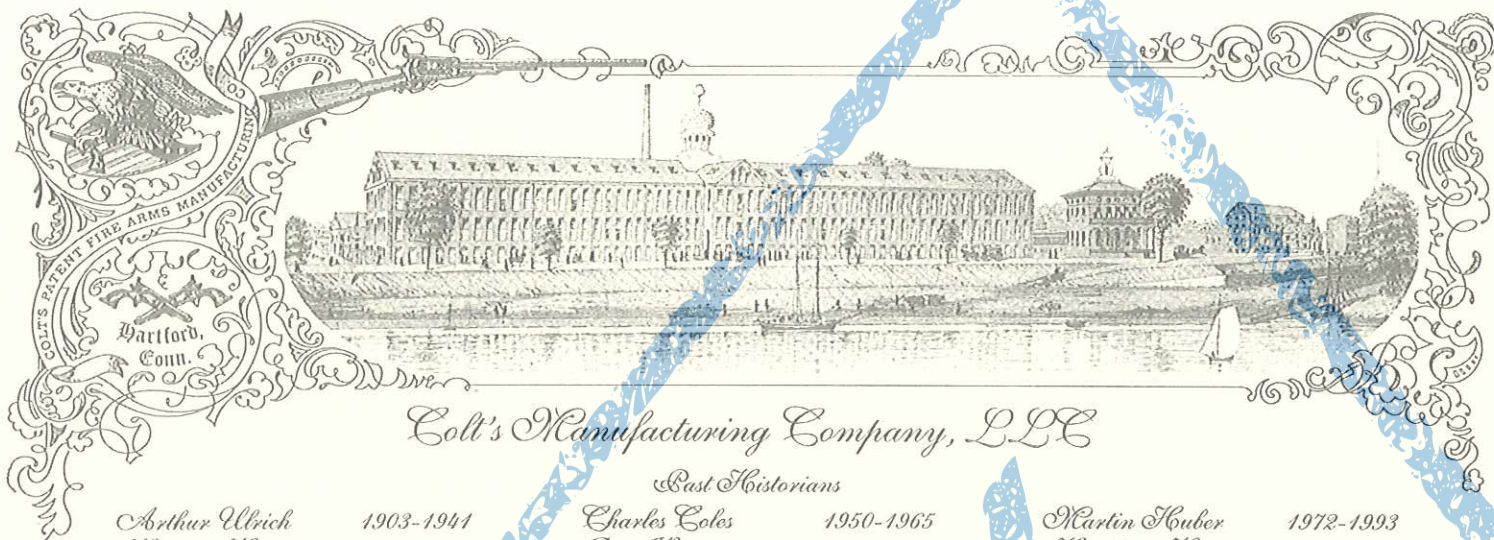 COLT'S PATENT FIRE ARMS MANUFACTURING CO.
Hartford,
Conn.
Colt's Manufacturing Company, LLC
Past Historians
Arthur Ulrich 1903-1941 Charles Coles 1950-1965 Martin Huber 1972-1993